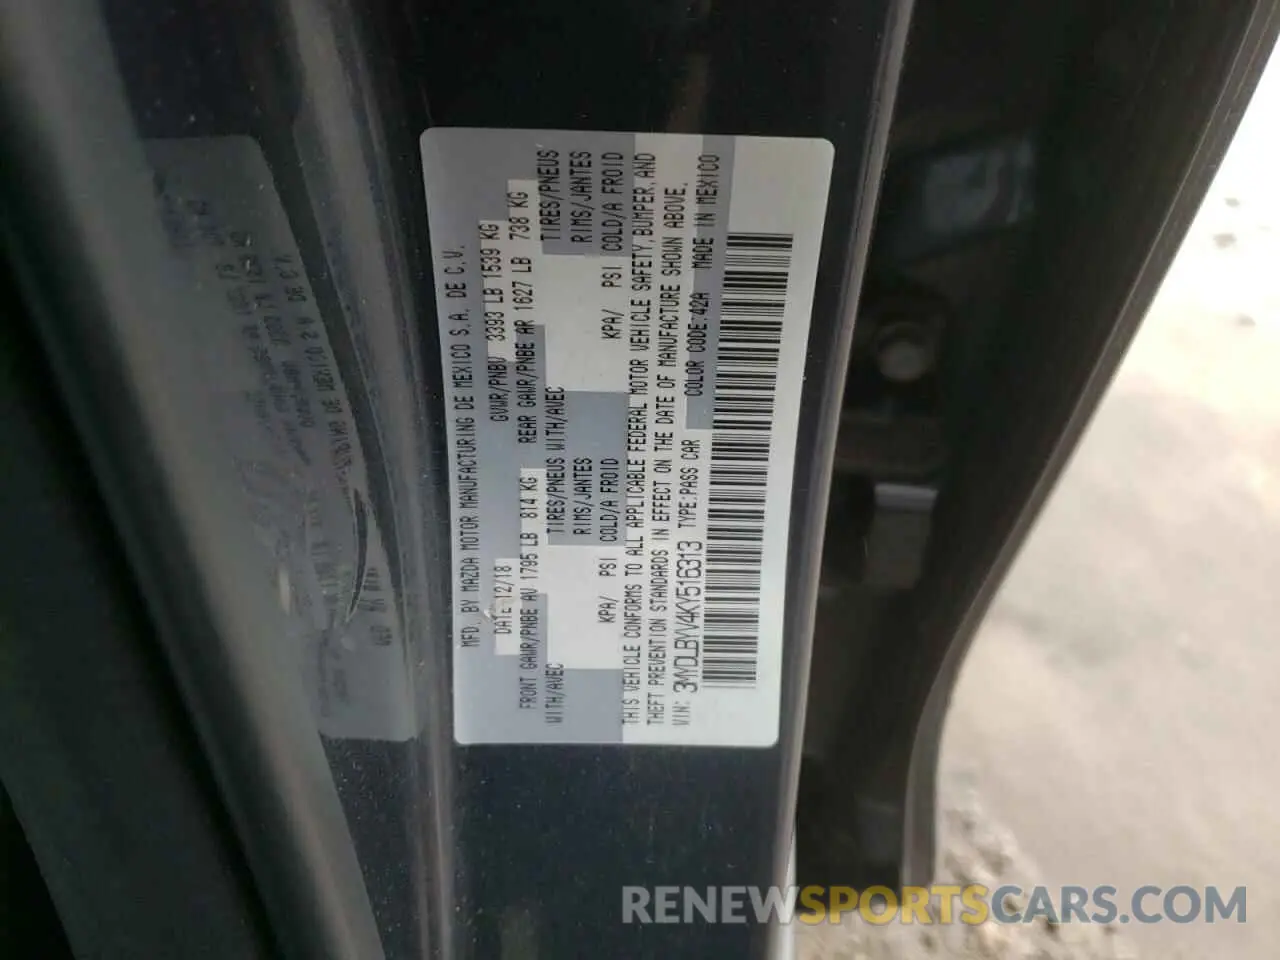 MFD. BY MAZDA MOTOR MANUFACTURING DE MEXICO S.A. DE C.V.
DATE:12/18 GVWR/PNBV 3393 LB 1539 KG
FRONT GAWR/PNBE AV 1795 LB 814 KG REAR GAWR/PNBE AR 1627 LB 738 KG
WITH/AVEC TIRES/PNEUS WITH/AVEC TIRES/PNEUS
RIMS/JANTES RIMS/JANTES
KPA/ PSI COLD/A FROID KPA/ PSI COLD/A FROID
THIS VEHICLE CONFORMS TO ALL APPLICABLE FEDERAL MOTOR VEHICLE SAFETY,BUMPER,AND
THEFT PREVENTION STANDARDS IN EFFECT ON THE DATE OF MANUFACTURE SHOWN ABOVE.
VIN: 3MYDLBYV4KY516313 TYPE:PASS CAR COLOR CODE:42A MADE IN MEXICO
RENEWSPORTSCARS.COM